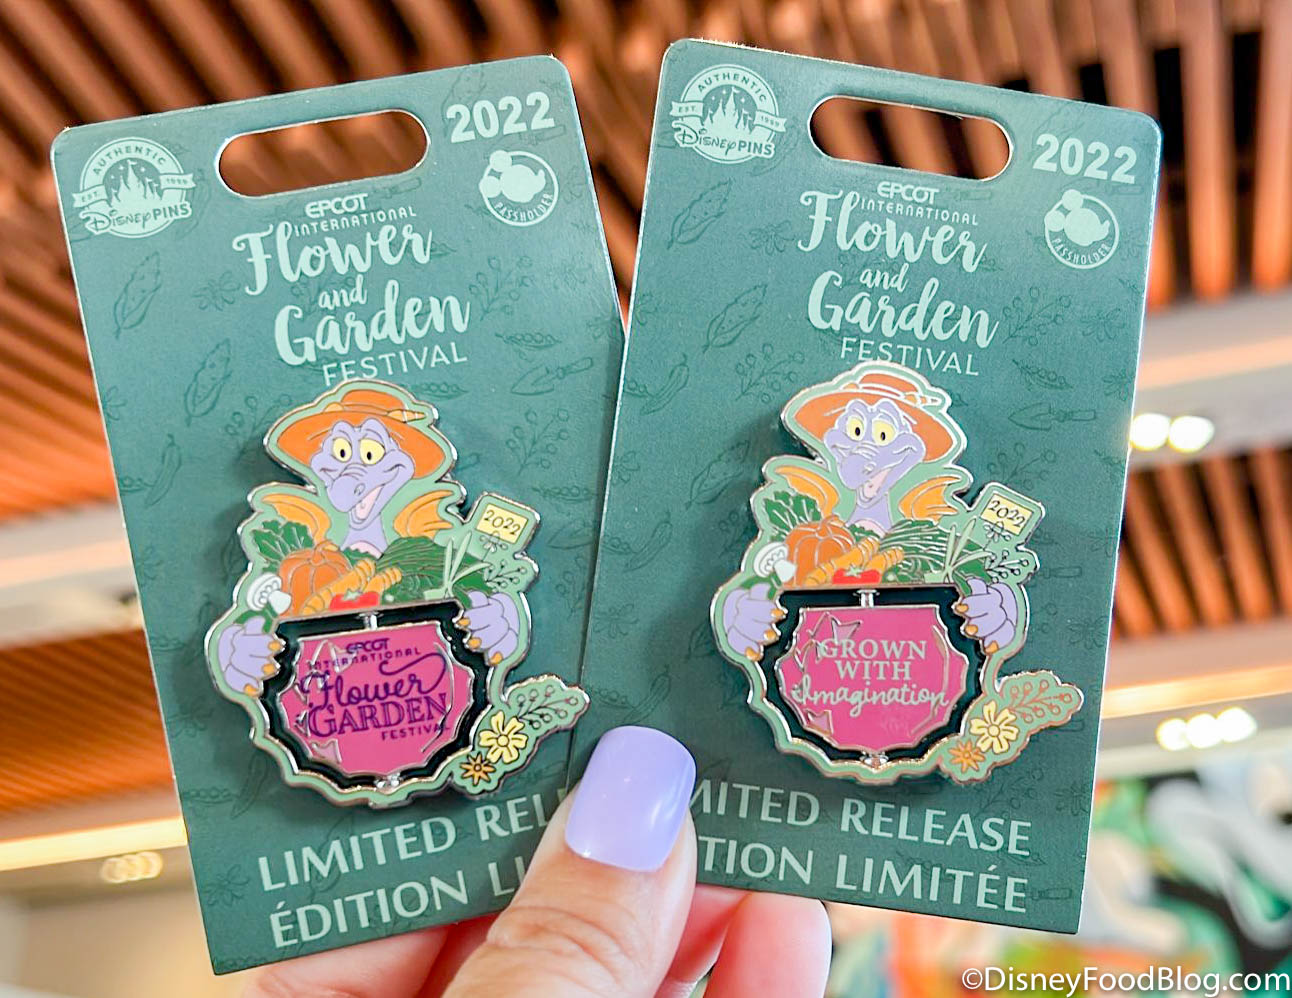 AUTHENTIC
EST. 1999
Disney PINS
2022
PASSHOLDER
EPCOT
INTERNATIONAL
Flower
and
Garden
FESTIVAL
2022
EPCOT
INTERNATIONAL
Flower
GARDEN
FESTIVAL
LIMITED REL
ÉDITION LI
AUTHENTIC
EST. 1999
Disney PINS
2022
PASSHOLDER
EPCOT
INTERNATIONAL
Flower
and
Garden
FESTIVAL
2022
GROWN
WITH
Imagination
MITED RELEASE
TION LIMITÉE
©DisneyFoodBlog.com